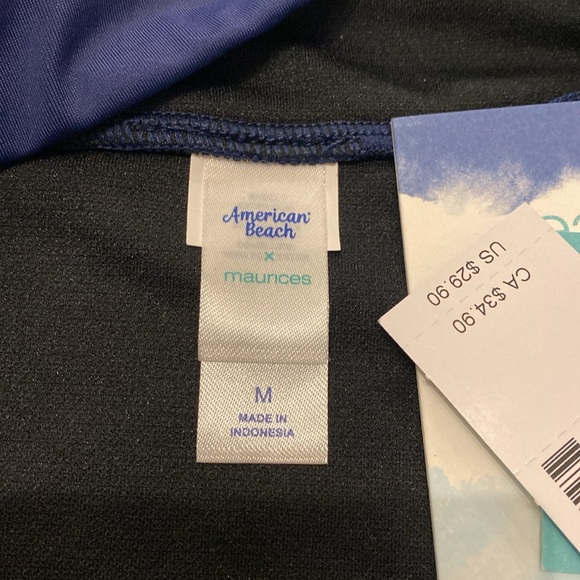 American
Beach
x
maurices
M
MADE IN
INDONESIA
US $29.90
CA $34.90